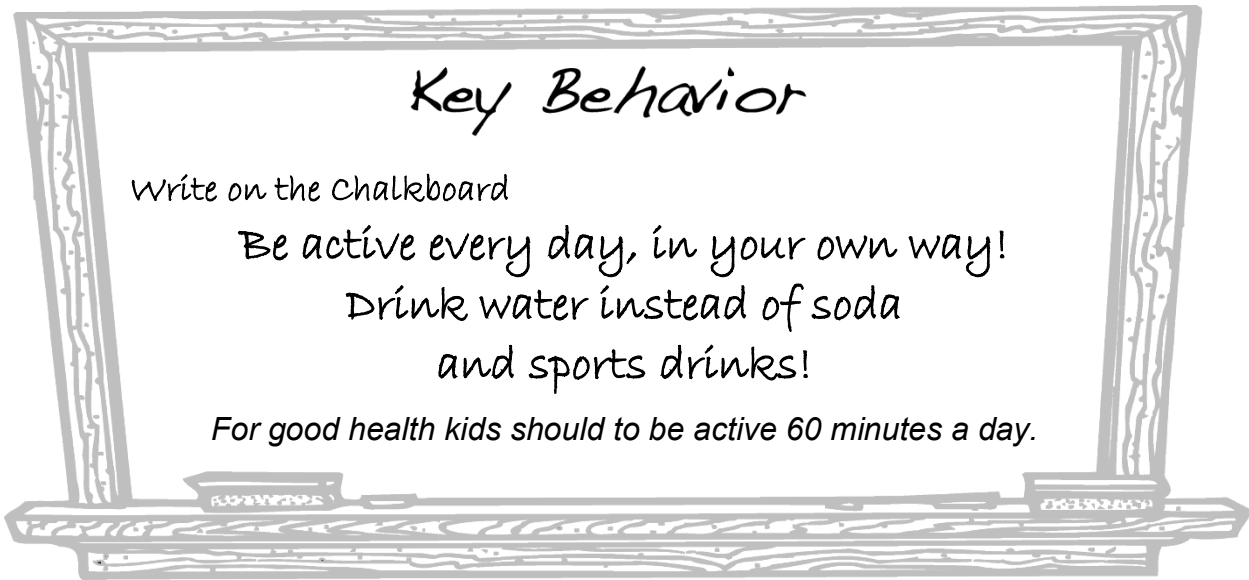 Key Behavior
Write on the Chalkboard
Be active every day, in your own way!
Drink water instead of soda
and sports drinks!
For good health kids should to be active 60 minutes a day.